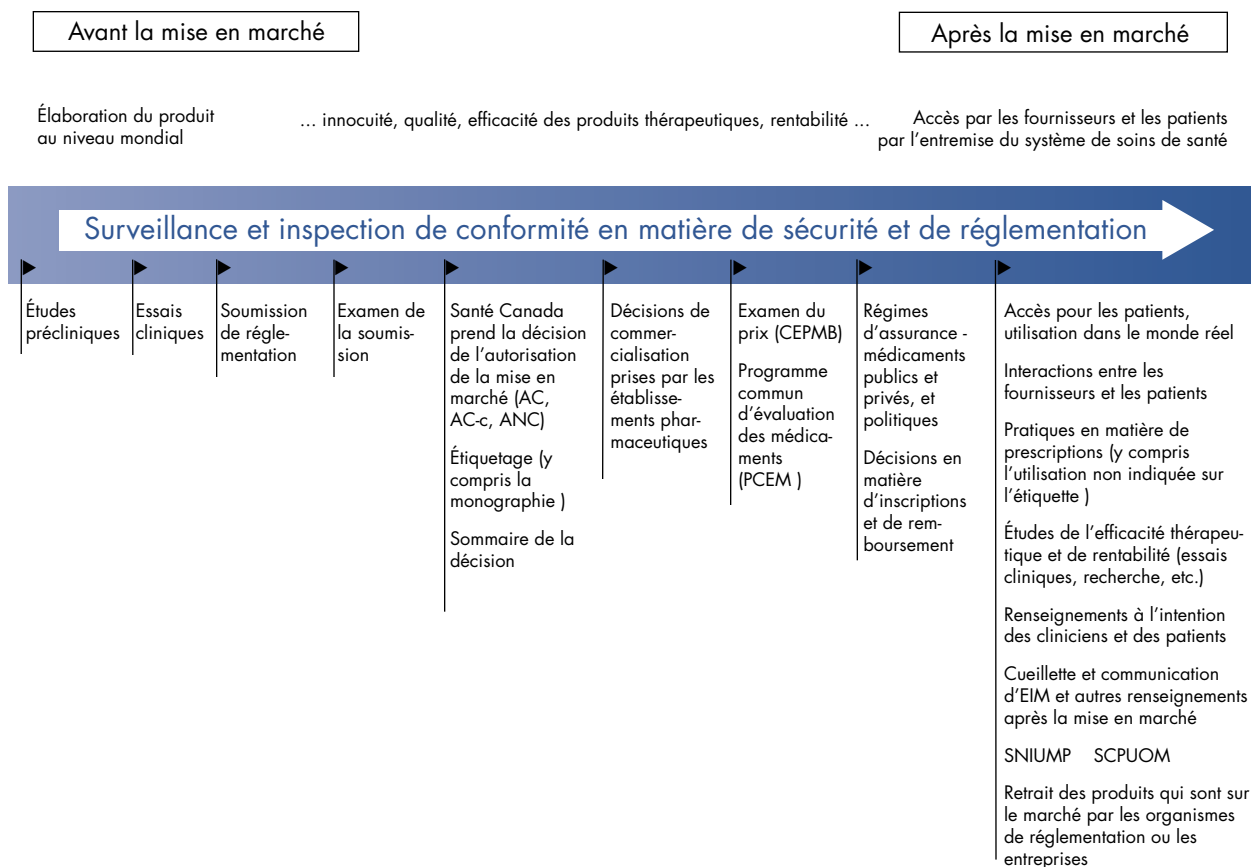 Avant la mise en marché
Après la mise en marché
Élaboration du produit
au niveau mondial
... innocuité, qualité, efficacité des produits thérapeutiques, rentabilité ...
Accès par les fournisseurs et les patients
par l'entremise du système de soins de santé
Surveillance et inspection de conformité en matière de sécurité et de réglementation
Études
précliniques
Essais
cliniques
Soumission
de régle-
mentation
Examen de
la soumis-
sion
Santé Canada
prend la décision
de l'autorisation
de la mise en
marché (AC,
AC-c, ANC)
Étiquetage (y
compris la
monographie )
Sommaire de la
décision
Décisions de
commer-
cialisation
prises par les
établisse-
ments phar-
maceutiques
Examen du
prix (CEPMB)
Programme
commun
d'évaluation
des médica-
ments
(PCEM )
Régimes
d'assurance -
médicaments
publics et
privés, et
politiques
Décisions en
matière
d'inscriptions
et de rem-
boursement
Accès pour les patients,
utilisation dans le monde réel
Interactions entre les
fournisseurs et les patients
Pratiques en matière de
prescriptions (y compris
l'utilisation non indiquée sur
l'étiquette )
Études de l'efficacité thérapeu-
tique et de rentabilité (essais
cliniques, recherche, etc.)
Renseignements à l'intention
des cliniciens et des patients
Cueillette et communication
d'EIM et autres renseignements
après la mise en marché
SNIUMP SCPUOM
Retrait des produits qui sont sur
le marché par les organismes
de réglementation ou les
entreprises